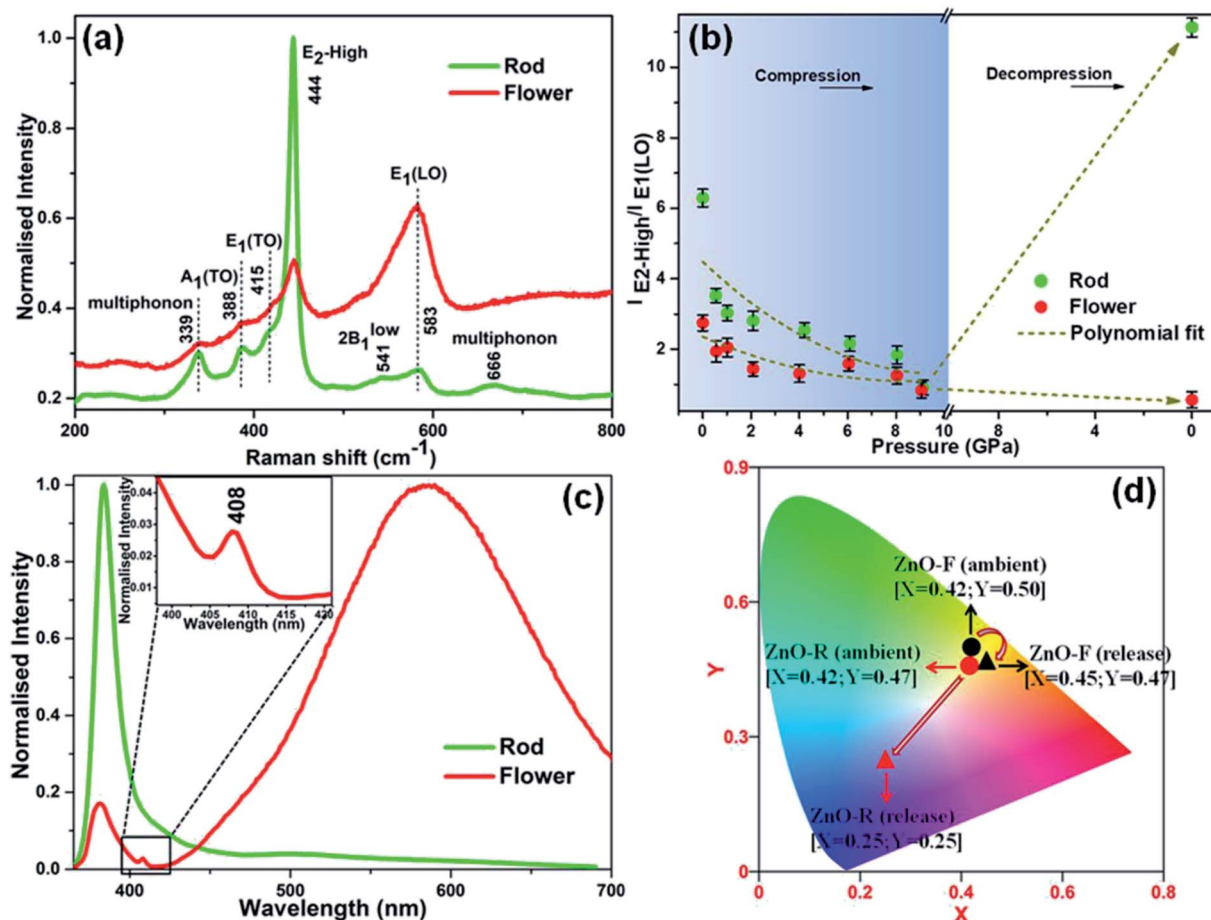 (a)
1.0
0.8
0.6
0.4
0.2
Normalised Intensity
E2-High
444
Rod
Flower
E1(LO)
583
E1(TO)
415
A1(TO)
388
multiphonon
339
2B1low
541
multiphonon
666
200
300
400
500
600
700
800
Raman shift (cm-1)
(b)
11
10
8
6
4
2
I E2-High/I E1(LO)
Compression
Decompression
Rod
Flower
Polynomial fit
0
2
4
6
8
10
8
4
0
Pressure (GPa)
(c)
1.0
0.8
0.6
0.4
0.2
0.0
Normalised Intensity
0.04
0.03
0.02
0.01
Normalised Intensity
408
400
405
410
415
420
Wavelength (nm)
Rod
Flower
400
500
600
700
Wavelength (nm)
(d)
0.9
0.6
0.3
0
Y
ZnO-F (ambient)
[X=0.42;Y=0.50]
ZnO-R (ambient)
[X=0.42;Y=0.47]
ZnO-F (release)
[X=0.45;Y=0.47]
ZnO-R (release)
[X=0.25;Y=0.25]
0
0.2
0.4
0.6
0.8
X